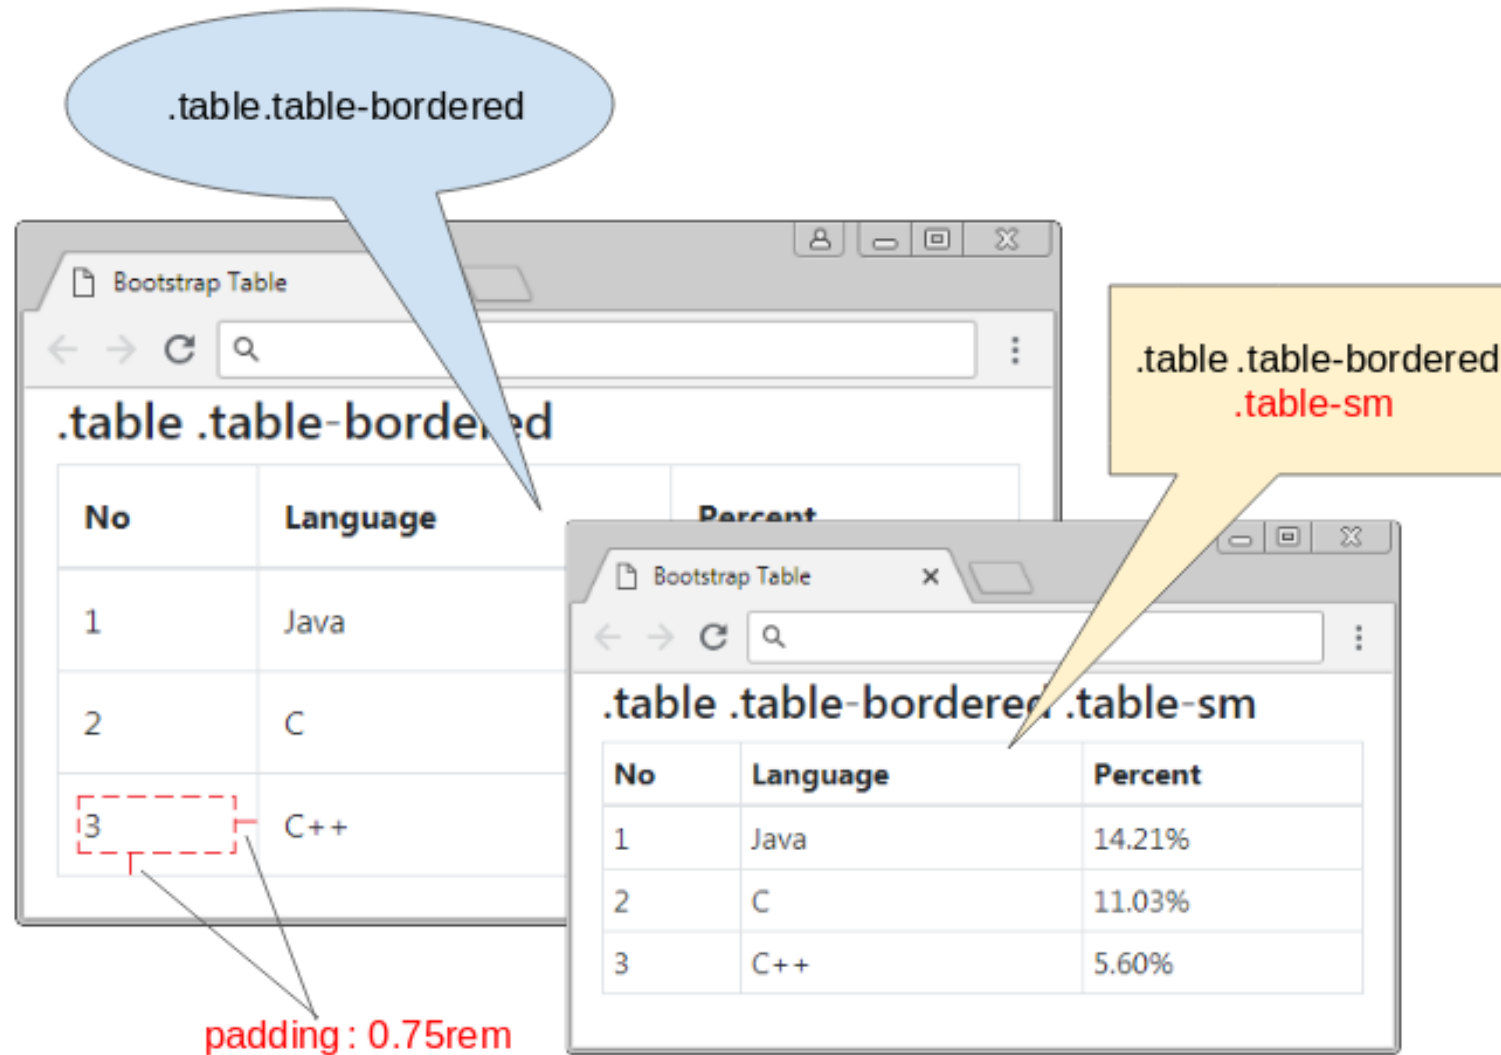 .table.table-bordered
Bootstrap Table
.table .table-bordered
No Language Percent
1 Java
2 C
3 C++
padding : 0.75rem
.table .table-bordered
.table-sm
Bootstrap Table
.table .table-bordered .table-sm
No Language Percent
1 Java 14.21%
2 C 11.03%
3 C++ 5.60%